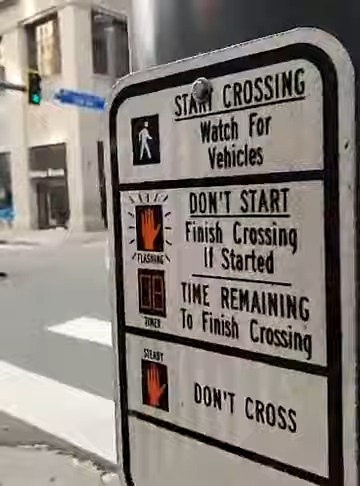 START CROSSING
Watch For
Vehicles
DON'T START
Finish Crossing
If Started
FLASHING
TIME REMAINING
To Finish Crossing
TIMER
STEADY
DON'T CROSS